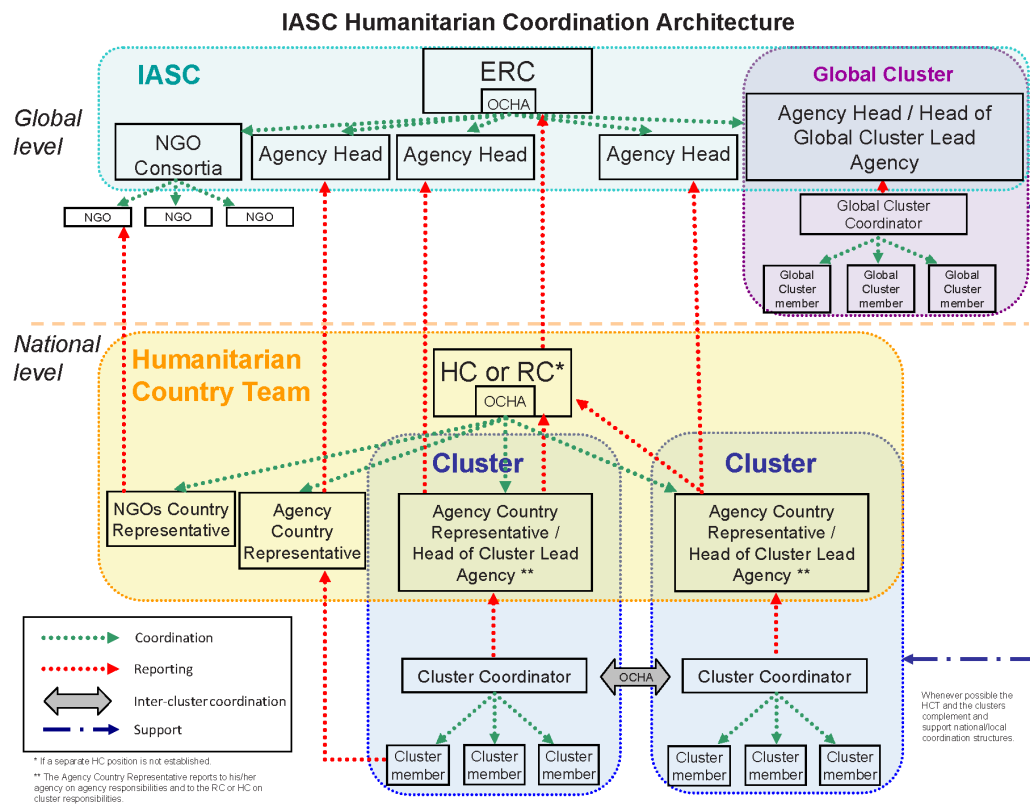 IASC Humanitarian Coordination Architecture
IASC
ERC
OCHA
Global Cluster
Global
level
NGO
Consortia
Agency Head
Agency Head
Agency Head
Agency Head / Head of
Global Cluster Lead
Agency
NGO
NGO
NGO
Global Cluster
Coordinator
Global
Cluster
member
Global
Cluster
member
Global
Cluster
member
National
level
Humanitarian
Country Team
HC or RC*
OCHA
Cluster
Cluster
NGOs Country
Representative
Agency
Country
Representative
Agency Country
Representative /
Head of Cluster Lead
Agency **
Agency Country
Representative /
Head of Cluster Lead
Agency **
Cluster Coordinator
OCHA
Cluster Coordinator
Cluster
member
Cluster
member
Cluster
member
Cluster
member
Cluster
member
Cluster
member
Coordination
Reporting
Inter-cluster coordination
Support
Whenever possible the
HCT and the clusters
complement and
support national/local
coordination structures.
* If a separate HC position is not established.
** The Agency Country Representative reports to his/her
agency on agency responsibilities and to the RC or HC on
cluster responsibilities.